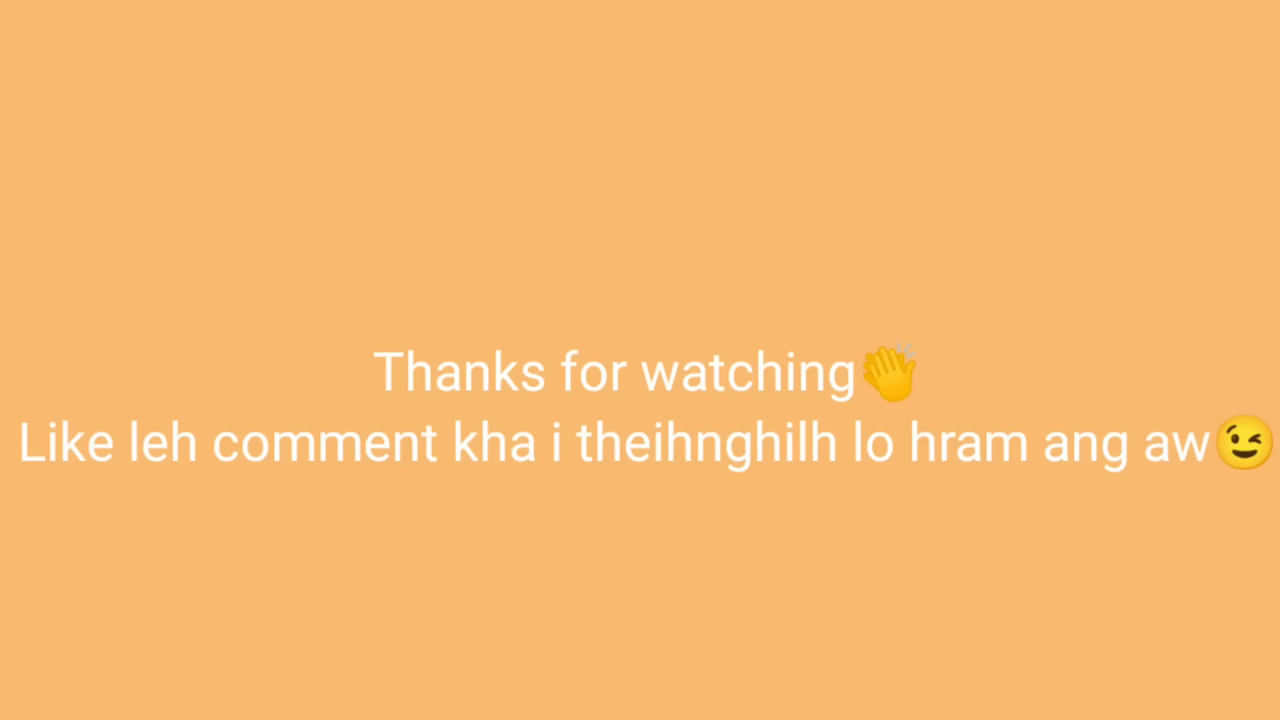 Thanks for watching👏
Like leh comment kha i theihnghilh lo hram ang aw😉